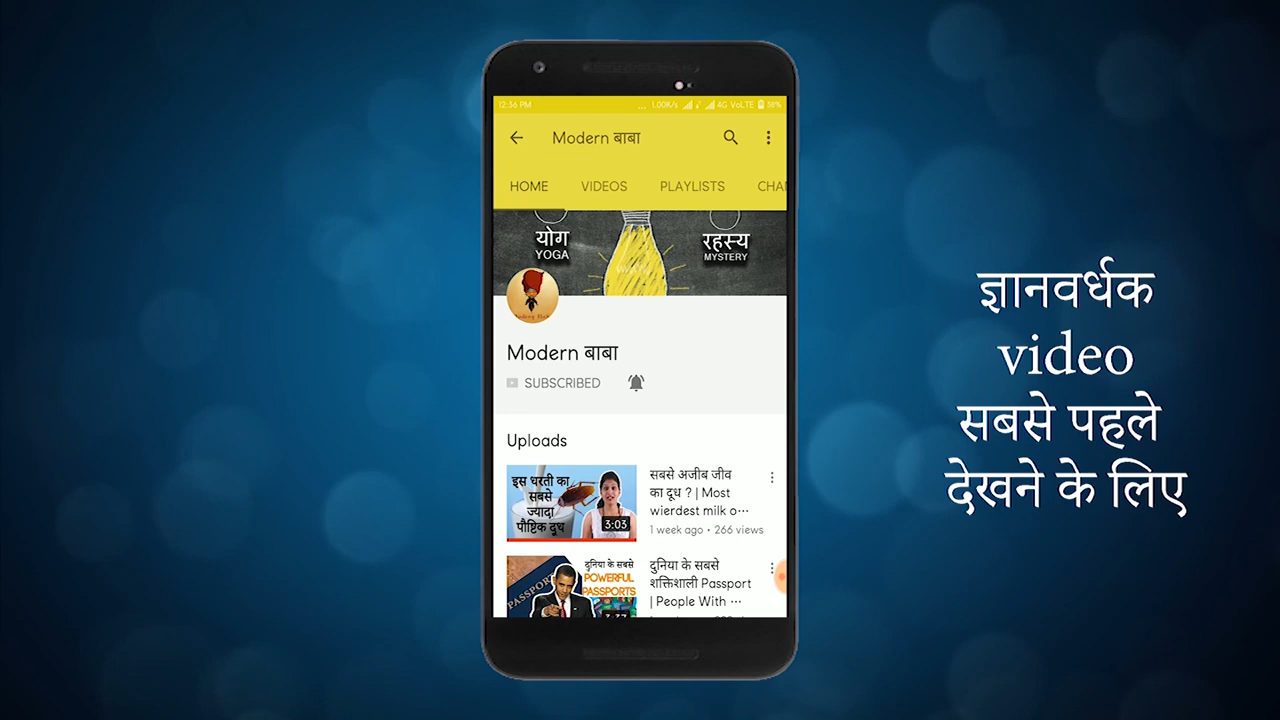 12:36 PM
... 1.00K/s 4G VoLTE 38%
Modern बाबा
HOME VIDEOS PLAYLISTS CHA
योग
YOGA
रहस्य
MYSTERY
Modern बाबा
SUBSCRIBED
Uploads
इस धरती का
सबसे
ज्यादा
पौष्टिक दूध
3:03
सबसे अजीब जीव
का दूध ? | Most
wierdest milk o...
1 week ago • 266 views
दुनिया के सबसे
POWERFUL
PASSPORTS
PASSPORT
दुनिया के सबसे
शक्तिशाली Passport
| People With ...
ज्ञानवर्धक
video
सबसे पहले
देखने के लिए